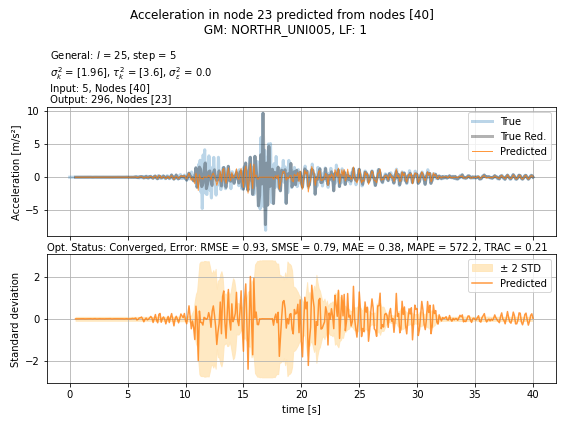 Acceleration in node 23 predicted from nodes [40]
GM: NORTHR_UNI005, LF: 1
General: l = 25, step = 5
σ²ₖ = [1.96], τ²ₖ = [3.6], σ²ε = 0.0
Input: 5, Nodes [40]
Output: 296, Nodes [23]
Acceleration [m/s²]
10
5
0
−5
True
True Red.
Predicted
Opt. Status: Converged, Error: RMSE = 0.93, SMSE = 0.79, MAE = 0.38, MAPE = 572.2, TRAC = 0.21
Standard deviation
2
0
−2
± 2 STD
Predicted
0 5 10 15 20 25 30 35 40
time [s]